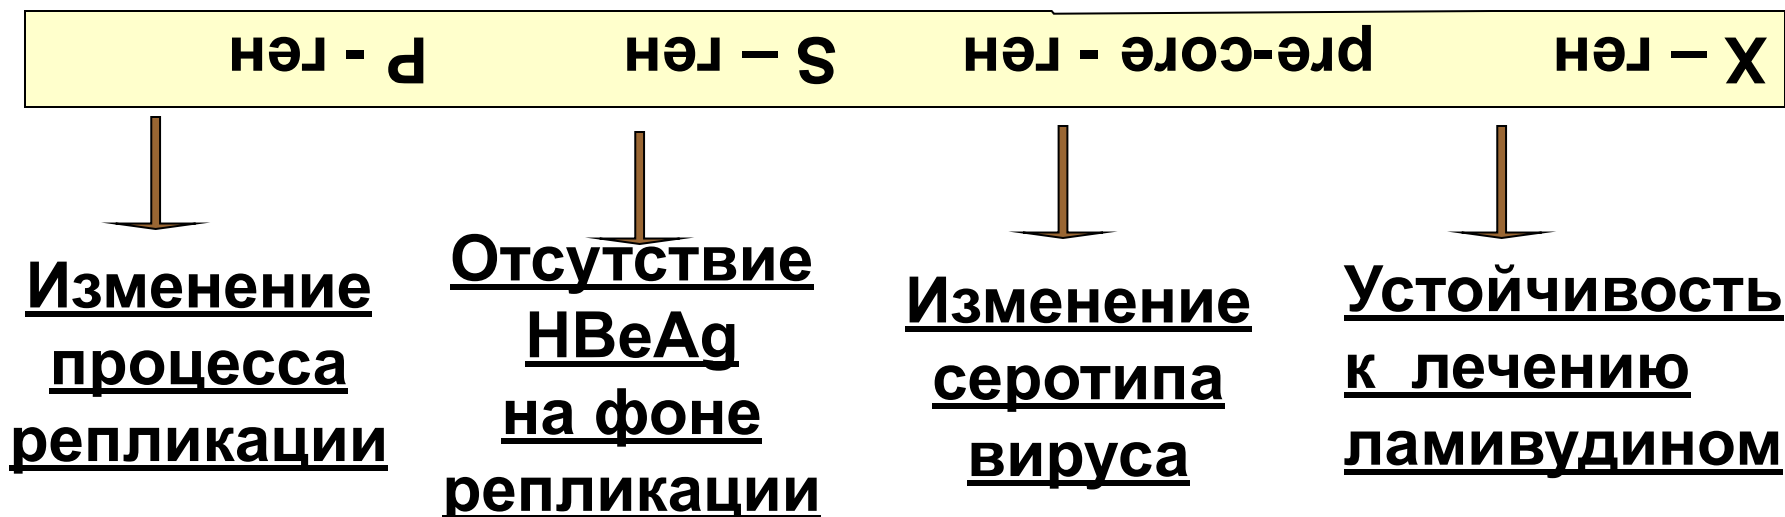 X – ген pre-core - ген S – ген P - ген
Изменение
процесса
репликации
Отсутствие
HBeAg
на фоне
репликации
Изменение
серотипа
вируса
Устойчивость
к лечению
ламивудином